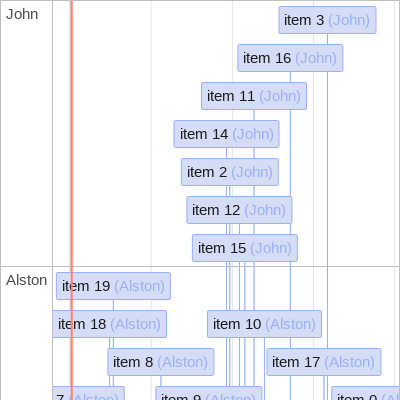 John
item 3 (John)
item 16 (John)
item 11 (John)
item 14 (John)
item 2 (John)
item 12 (John)
item 15 (John)
Alston
item 19 (Alston)
item 18 (Alston)
item 10 (Alston)
item 8 (Alston)
item 17 (Alston)
7 (Alston)
item 9 (Alston)
item 0